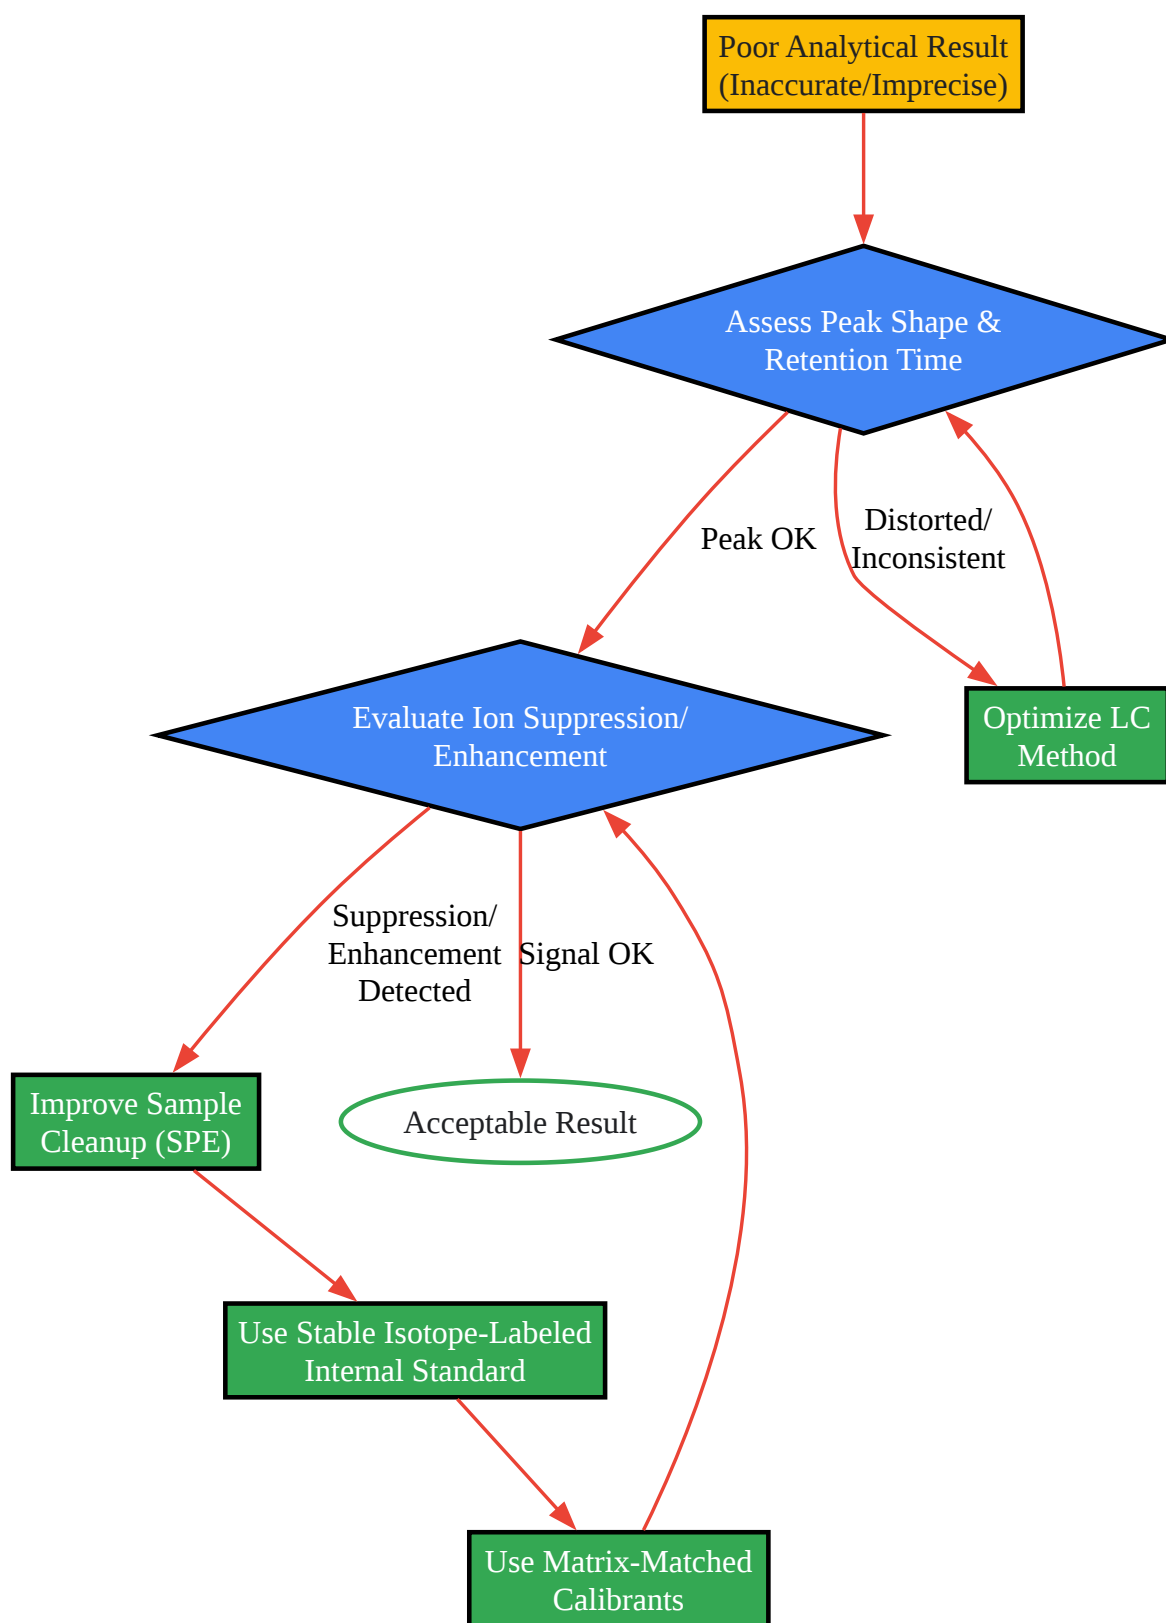 Poor Analytical Result
(Inaccurate/Imprecise)
Assess Peak Shape &
Retention Time
Peak OK
Distorted/
Inconsistent
Evaluate Ion Suppression/
Enhancement
Optimize LC
Method
Suppression/
Enhancement
Detected
Signal OK
Improve Sample
Cleanup (SPE)
Acceptable Result
Use Stable Isotope-Labeled
Internal Standard
Use Matrix-Matched
Calibrants